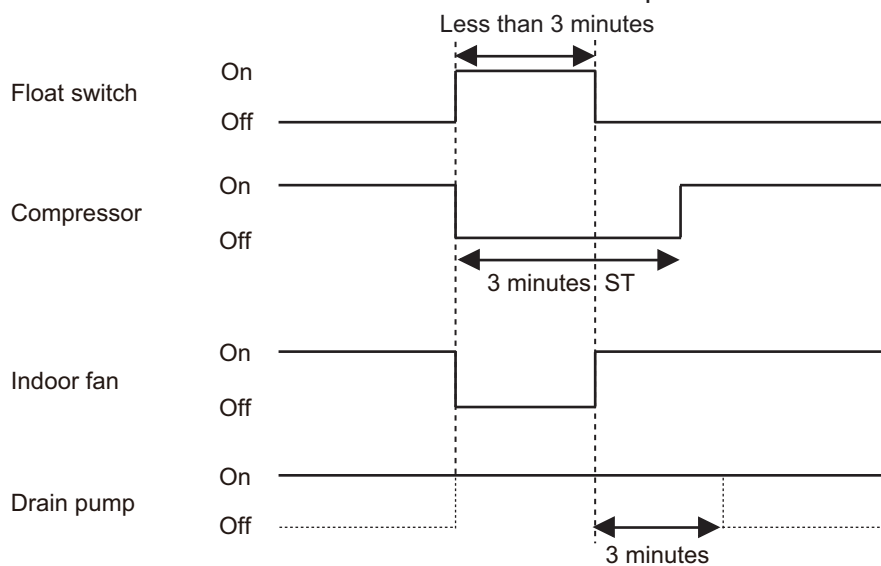 Less than 3 minutes
On
Float switch
Off
On
Compressor
Off
3 minutes ST
On
Indoor fan
Off
On
Drain pump
Off
3 minutes